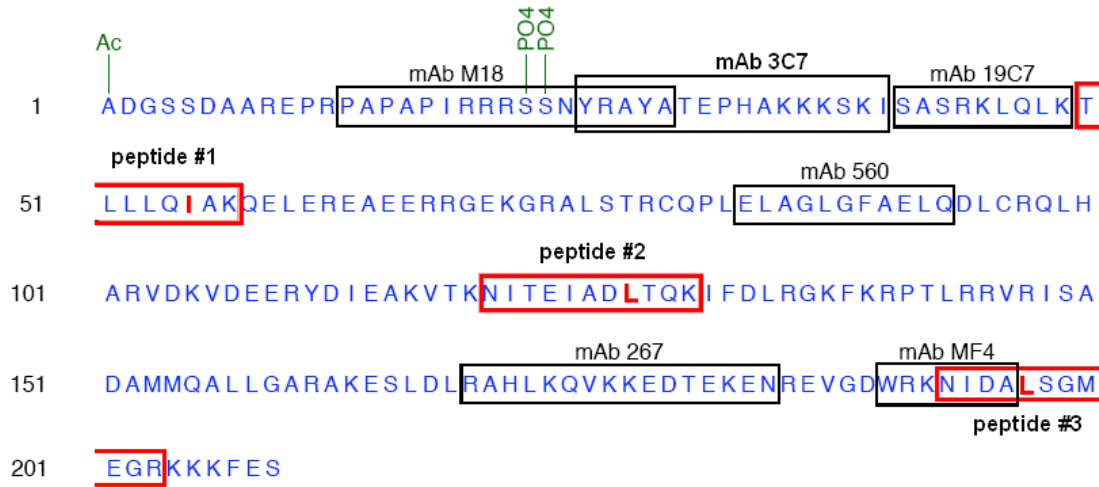 Ac
PO4
PO4
mAb M18
mAb 3C7
mAb 19C7
1 ADGSSDAAREPRPAPAPIRRRSSNYRAYATEPHAKKKSKISASRKLQLKT
peptide #1
mAb 560
51 LLLQIAKQELEREAEERRGEKGRALSTRCQPLELAGLGFAELQDLCRQLH
peptide #2
101 ARVDKVDEERYDIEAKVTKNITEIADLTQKIFDLRGKFKRPTLRRVRISA
mAb 267
mAb MF4
151 DAMMQALLGARAKESLDLRAHLKQVKKEDTEKENREVGDWRKNIDALSGM
peptide #3
201 EGRKKKFES